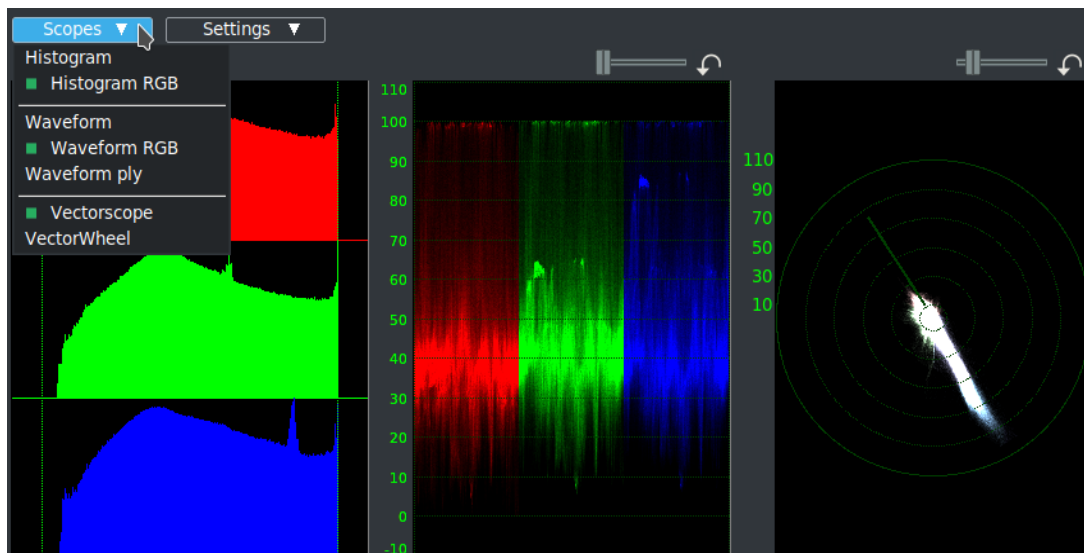 Scopes ▼
Settings ▼
Histogram
Histogram RGB
Waveform
Waveform RGB
Waveform ply
Vectorscope
VectorWheel
110
100
90
80
70
60
50
40
30
20
10
0
-10
110
90
70
50
30
10